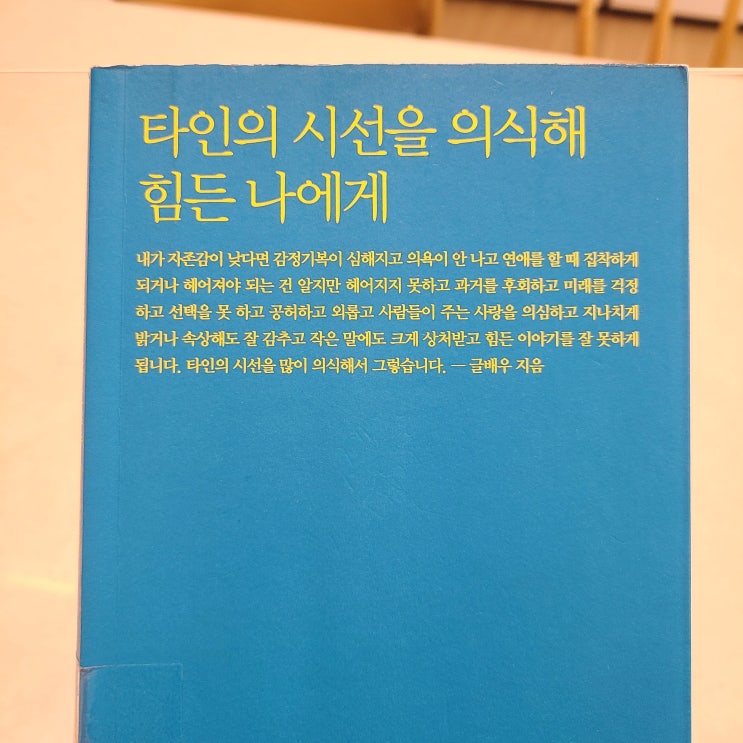 타인의 시선을 의식해
힘든 나에게
내가 자존감이 낮다면 감정기복이 심해지고 의욕이 안 나고 연애를 할 때 집착하게
되거나 헤어져야 되는 건 알지만 헤어지지 못하고 과거를 후회하고 미래를 걱정
하고 선택을 못 하고 공허하고 외롭고 사람들이 주는 사랑을 의심하고 지나치게
밝거나 속상해도 잘 감추고 작은 말에도 크게 상처받고 힘든 이야기를 잘 못하게
됩니다. 타인의 시선을 많이 의식해서 그렇습니다. — 글배우 지음